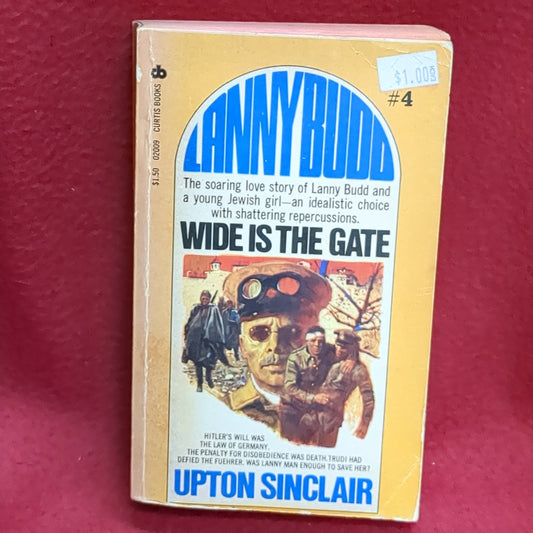 $1.00
#4
LANNY BUDD
The soaring love story of Lanny Budd and
a young Jewish girl—an idealistic choice
with shattering repercussions.
WIDE IS THE GATE
HITLER'S WILL WAS
THE LAW OF GERMANY,
THE PENALTY FOR DISOBEDIENCE WAS DEATH. TRUDI HAD
DEFIED THE FUEHRER. WAS LANNY MAN ENOUGH TO SAVE HER?
UPTON SINCLAIR
cb
$1.50 02009 CURTIS BOOKS